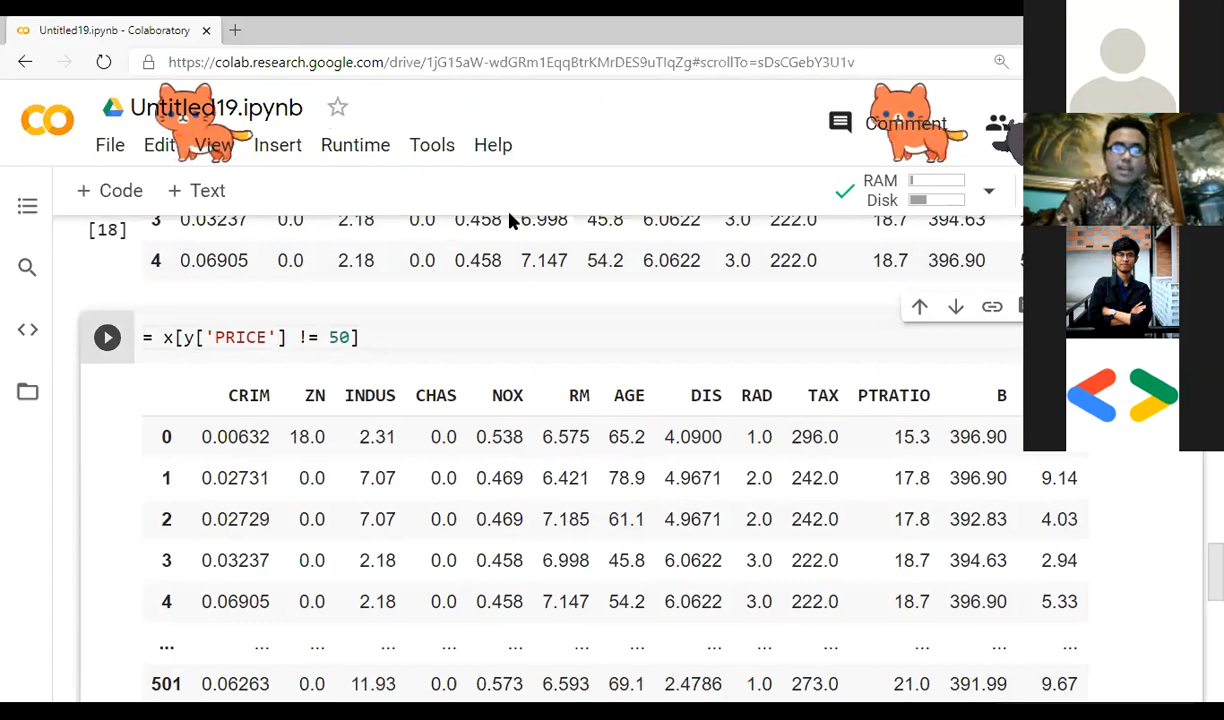 Untitled19.ipynb - Colaboratory
https://colab.research.google.com/drive/1jG15aW-wdGRm1EqqBtrKMrDES9uTIqZg#scrollTo=sDsCGebY3U1v
Untitled19.ipynb
Comment
File Edit View Insert Runtime Tools Help
+ Code + Text
RAM
Disk
[18] 3 0.03237 0.0 2.18 0.0 0.458 6.998 45.8 6.0622 3.0 222.0 18.7 394.63
4 0.06905 0.0 2.18 0.0 0.458 7.147 54.2 6.0622 3.0 222.0 18.7 396.90
= x[y['PRICE'] != 50]
CRIM ZN INDUS CHAS NOX RM AGE DIS RAD TAX PTRATIO B
0 0.00632 18.0 2.31 0.0 0.538 6.575 65.2 4.0900 1.0 296.0 15.3 396.90
1 0.02731 0.0 7.07 0.0 0.469 6.421 78.9 4.9671 2.0 242.0 17.8 396.90 9.14
2 0.02729 0.0 7.07 0.0 0.469 7.185 61.1 4.9671 2.0 242.0 17.8 392.83 4.03
3 0.03237 0.0 2.18 0.0 0.458 6.998 45.8 6.0622 3.0 222.0 18.7 394.63 2.94
4 0.06905 0.0 2.18 0.0 0.458 7.147 54.2 6.0622 3.0 222.0 18.7 396.90 5.33
... ... ... ... ... ... ... ... ... ... ... ... ... ...
501 0.06263 0.0 11.93 0.0 0.573 6.593 69.1 2.4786 1.0 273.0 21.0 391.99 9.67